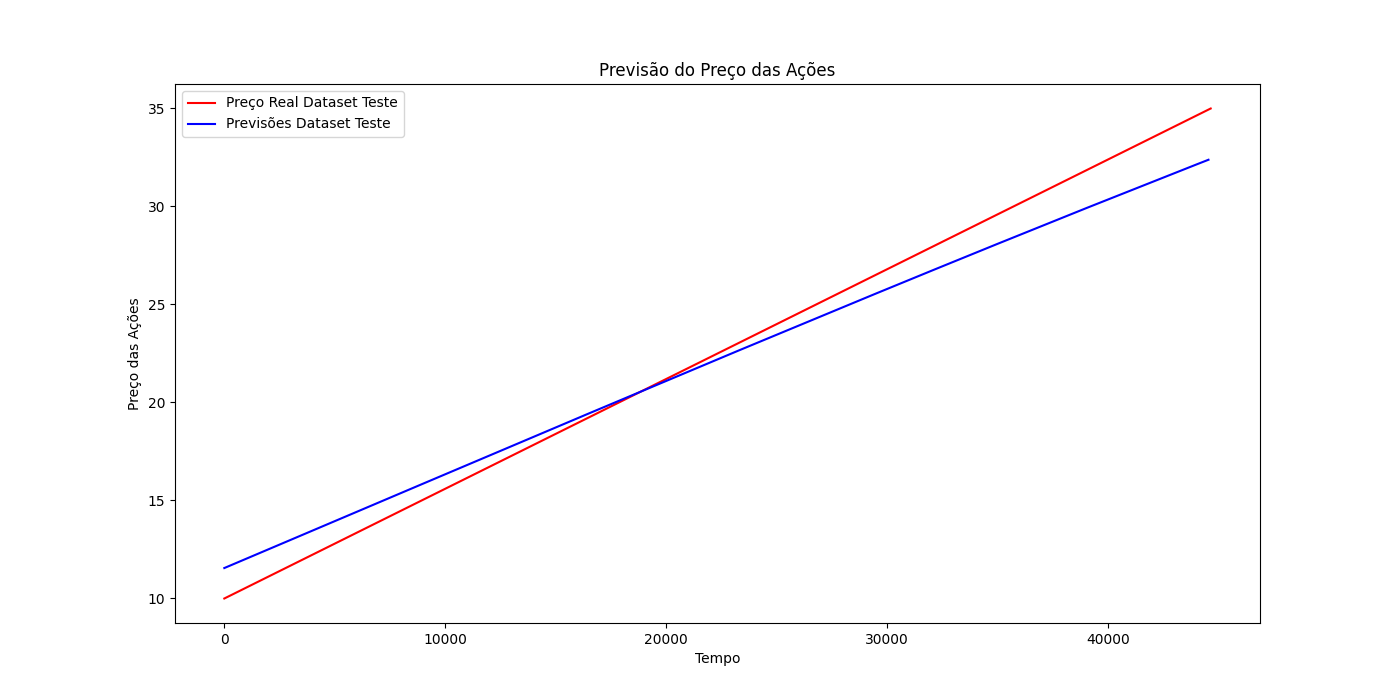 Previsão do Preço das Ações
Preço Real Dataset Teste
Previsões Dataset Teste
Preço das Ações
35
30
25
20
15
10
0 10000 20000 30000 40000
Tempo